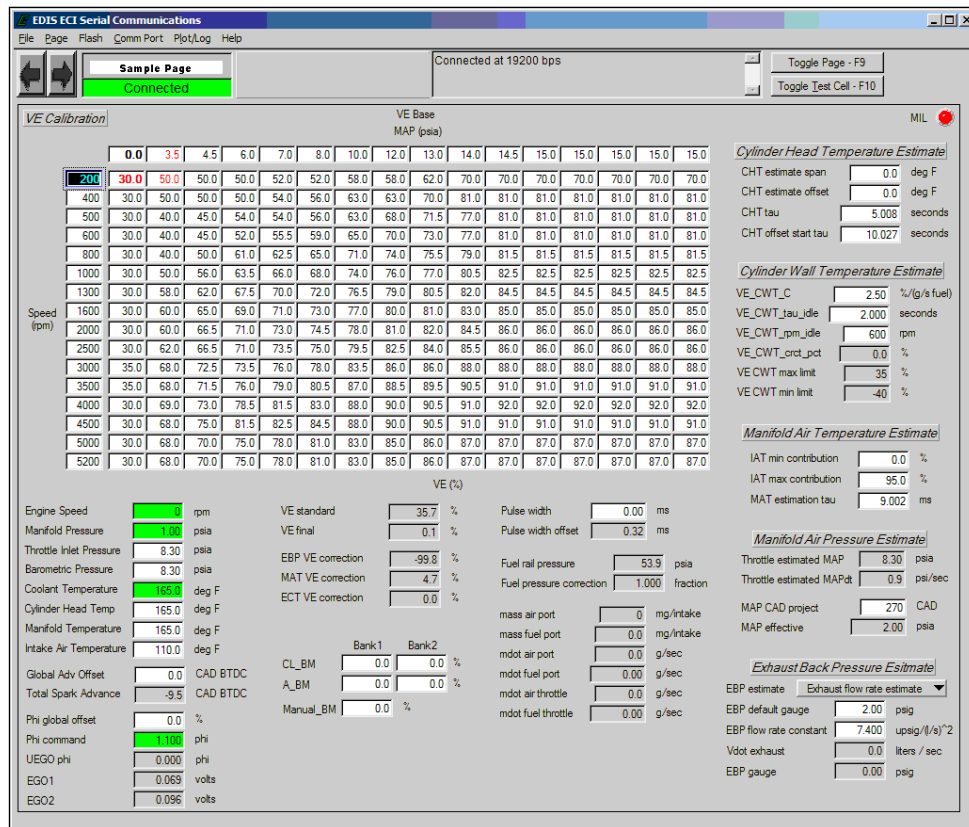 EDIS ECI Serial Communications
File Page Flash Comm Port Plot/Log Help
Sample Page
Connected
Connected at 19200 bps
Toggle Page - F9
Toggle Test Cell - F10
VE Calibration
VE Base
MAP (psia)
MIL
0.0 3.5 4.5 6.0 7.0 8.0 10.0 12.0 13.0 14.0 14.5 15.0 15.0 15.0 15.0 15.0
200 30.0 50.0 50.0 50.0 52.0 52.0 58.0 58.0 62.0 70.0 70.0 70.0 70.0 70.0 70.0 70.0
400 30.0 50.0 50.0 50.0 54.0 56.0 63.0 63.0 70.0 81.0 81.0 81.0 81.0 81.0 81.0 81.0
500 30.0 40.0 45.0 54.0 54.0 56.0 63.0 68.0 71.5 77.0 81.0 81.0 81.0 81.0 81.0 81.0
600 30.0 40.0 45.0 52.0 55.5 59.0 65.0 70.0 73.0 77.0 81.0 81.0 81.0 81.0 81.0 81.0
800 30.0 40.0 50.0 61.0 62.5 65.0 71.0 74.0 75.5 79.0 81.5 81.5 81.5 81.5 81.5 81.5
1000 30.0 50.0 56.0 63.5 66.0 68.0 74.0 76.0 77.0 80.5 82.5 82.5 82.5 82.5 82.5 82.5
1300 30.0 58.0 62.0 67.5 70.0 72.0 76.5 79.0 80.5 82.0 84.5 84.5 84.5 84.5 84.5 84.5
1600 30.0 60.0 65.0 69.0 71.0 73.0 77.0 80.0 81.0 83.0 85.0 85.0 85.0 85.0 85.0 85.0
2000 30.0 60.0 66.5 71.0 73.0 74.5 78.0 81.0 82.0 84.5 86.0 86.0 86.0 86.0 86.0 86.0
2500 30.0 62.0 66.5 71.0 73.5 75.0 79.5 82.5 84.0 85.5 86.0 86.0 86.0 86.0 86.0 86.0
3000 35.0 68.0 72.5 73.5 76.0 78.0 83.5 86.0 86.0 88.0 88.0 88.0 88.0 88.0 88.0 88.0
3500 35.0 68.0 71.5 76.0 79.0 80.5 87.0 88.5 89.5 90.5 91.0 91.0 91.0 91.0 91.0 91.0
4000 30.0 69.0 73.0 78.5 81.5 83.0 88.0 90.0 90.5 91.0 92.0 92.0 92.0 92.0 92.0 92.0
4500 30.0 68.0 75.0 81.5 82.5 84.5 88.0 90.0 90.5 91.0 91.0 91.0 91.0 91.0 91.0 91.0
5000 30.0 68.0 70.0 75.0 78.0 81.0 83.0 85.0 86.0 87.0 87.0 87.0 87.0 87.0 87.0 87.0
5200 30.0 68.0 70.0 75.0 78.0 81.0 83.0 85.0 86.0 87.0 87.0 87.0 87.0 87.0 87.0 87.0
Speed
(rpm)
VE (%)
Engine Speed 0 rpm
Manifold Pressure 1.00 psia
Throttle Inlet Pressure 8.30 psia
Barometric Pressure 8.30 psia
Coolant Temperature 165.0 deg F
Cylinder Head Temp 165.0 deg F
Manifold Temperature 165.0 deg F
Intake Air Temperature 110.0 deg F
Global Adv Offset 0.0 CAD BTDC
Total Spark Advance -9.5 CAD BTDC
Phi global offset 0.0 %
Phi command 1.100 phi
UEGO phi 0.000 phi
EGO1 0.069 volts
EGO2 0.096 volts
VE standard 35.7 %
VE final 0.1 %
EBP VE correction -99.8 %
MAT VE correction 4.7 %
ECT VE correction 0.0 %
Bank1 Bank2
CL_BM 0.0 0.0 %
A_BM 0.0 0.0 %
Manual_BM 0.0 %
Pulse width 0.00 ms
Pulse width offset 0.32 ms
Fuel rail pressure 53.9 psia
Fuel pressure correction 1.000 fraction
mass air port 0 mg/intake
mass fuel port 0.0 mg/intake
mdot air port 0.0 g/sec
mdot fuel port 0.00 g/sec
mdot air throttle 0.0 g/sec
mdot fuel throttle 0.00 g/sec
Cylinder Head Temperature Estimate
CHT estimate span 0.0 deg F
CHT estimate offset 0.0 deg F
CHT tau 5.008 seconds
CHT offset start tau 10.027 seconds
Cylinder Wall Temperature Estimate
VE_CWT_C 2.50 %/(g/s fuel)
VE_CWT_tau_idle 2.000 seconds
VE_CWT_rpm_idle 600 rpm
VE_CWT_crct_pct 0.0 %
VE CWT max limit 35 %
VE CWT min limit -40 %
Manifold Air Temperature Estimate
IAT min contribution 0.0 %
IAT max contribution 95.0 %
MAT estimation tau 9.002 ms
Manifold Air Pressure Estimate
Throttle estimated MAP 8.30 psia
Throttle estimated MAPdt 0.9 psi/sec
MAP CAD project 270 CAD
MAP effective 2.00 psia
Exhaust Back Pressure Esitmate
EBP estimate Exhaust flow rate estimate
EBP default gauge 2.00 psig
EBP flow rate constant 7.400 upsig/(l/s)^2
Vdot exhaust 0.0 liters / sec
EBP gauge 0.00 psig